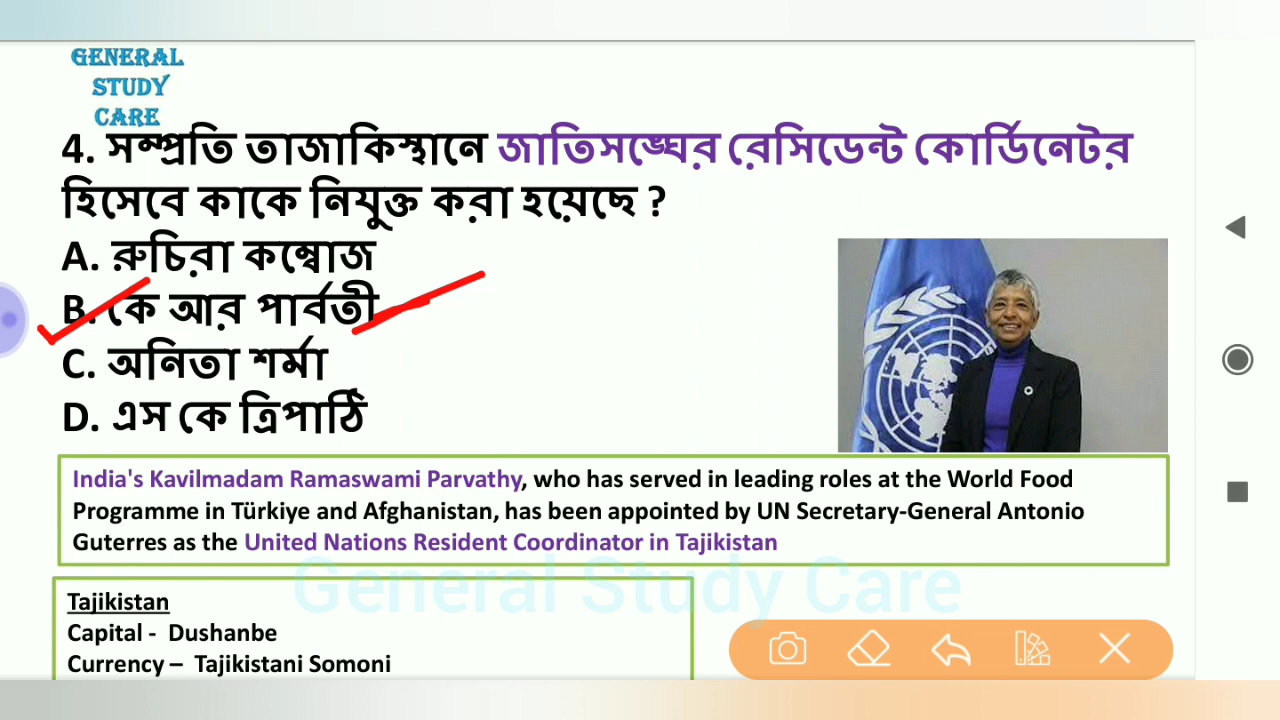 GENERAL
STUDY
CARE
4. সম্প্রতি তাজাকিস্থানে জাতিসঙ্ঘের রেসিডেন্ট কোর্ডিনেটর
হিসেবে কাকে নিযুক্ত করা হয়েছে ?
A. রুচিরা কম্বোজ
B. কে আর পার্বতী
C. অনিতা শর্মা
D. এস কে ত্রিপাঠি
India's Kavilmadam Ramaswami Parvathy, who has served in leading roles at the World Food
Programme in Türkiye and Afghanistan, has been appointed by UN Secretary-General Antonio
Guterres as the United Nations Resident Coordinator in Tajikistan
General Study Care
Tajikistan
Capital - Dushanbe
Currency – Tajikistani Somoni